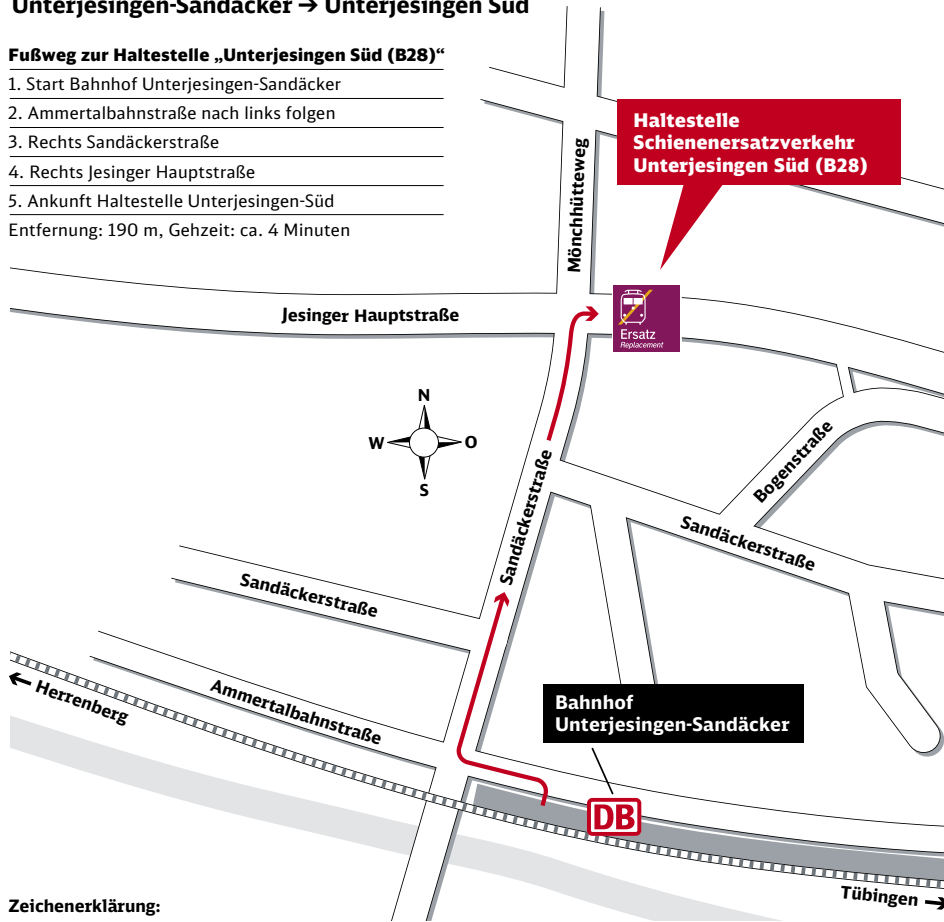 Unterjesingen-Sandäcker → Unterjesingen Süd
Fußweg zur Haltestelle „Unterjesingen Süd (B28)“
1. Start Bahnhof Unterjesingen-Sandäcker
2. Ammertalbahnstraße nach links folgen
3. Rechts Sandäckerstraße
4. Rechts Jesinger Hauptstraße
5. Ankunft Haltestelle Unterjesingen-Süd
Entfernung: 190 m, Gehzeit: ca. 4 Minuten
Haltestelle
Schienenersatzverkehr
Unterjesingen Süd (B28)
Mönchhütteweg
Jesinger Hauptstraße
Ersatz
Replacement
N
W
O
S
Bogenstraße
Sandäckerstraße
Sandäckerstraße
Sandäckerstraße
Ammertalbahnstraße
← Herrenberg
Bahnhof
Unterjesingen-Sandäcker
DB
Tübingen →
Zeichenerklärung: